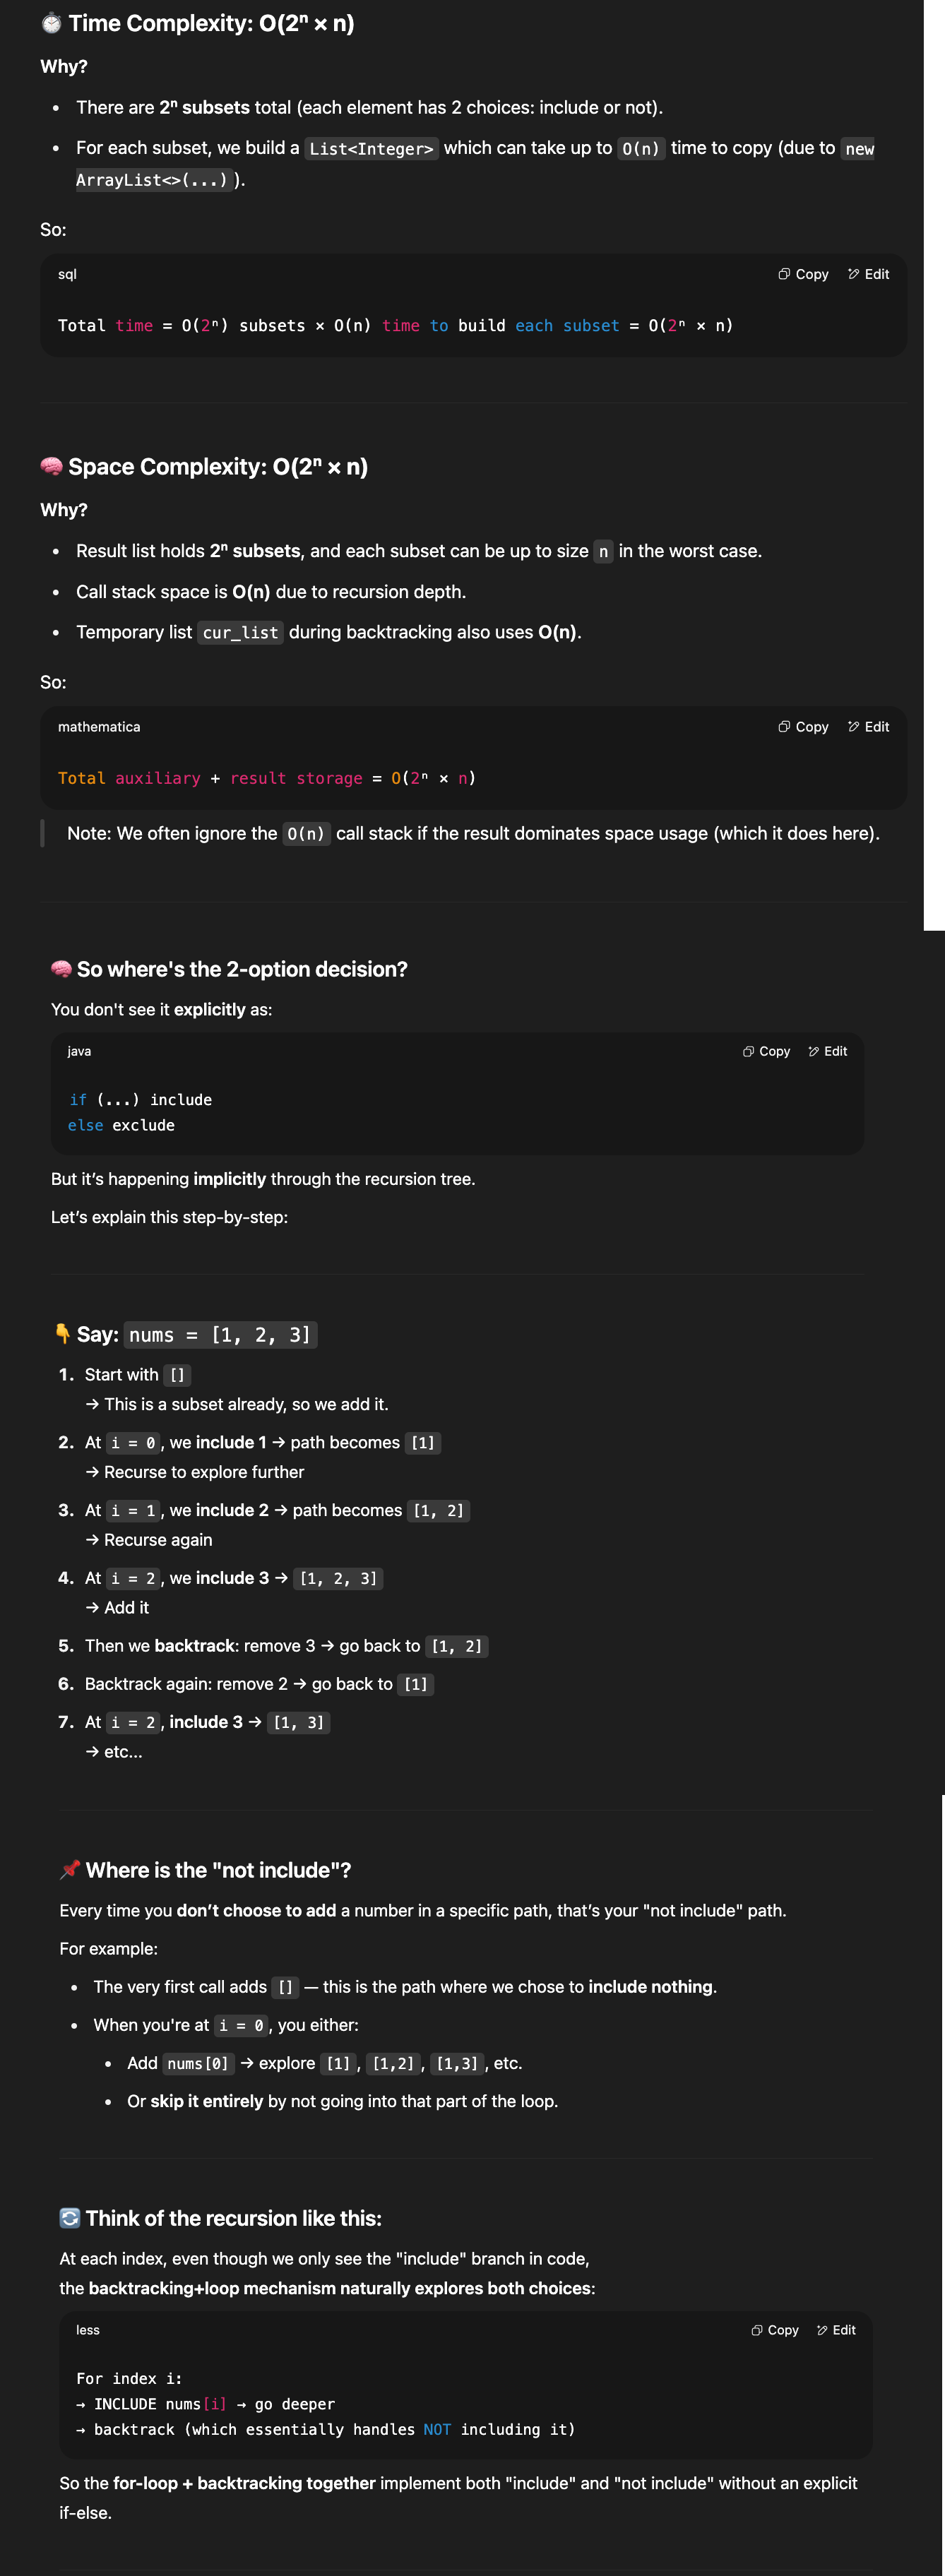 ⏱️ Time Complexity: O(2ⁿ × n)
Why?
• There are 2ⁿ subsets total (each element has 2 choices: include or not).
• For each subset, we build a List<Integer> which can take up to O(n) time to copy (due to new
ArrayList<>(...) ).
So:
sql Copy Edit
Total time = O(2ⁿ) subsets × O(n) time to build each subset = O(2ⁿ × n)
🧠 Space Complexity: O(2ⁿ × n)
Why?
• Result list holds 2ⁿ subsets, and each subset can be up to size n in the worst case.
• Call stack space is O(n) due to recursion depth.
• Temporary list cur_list during backtracking also uses O(n).
So:
mathematica Copy Edit
Total auxiliary + result storage = O(2ⁿ × n)
Note: We often ignore the O(n) call stack if the result dominates space usage (which it does here).
🧠 So where's the 2-option decision?
You don't see it explicitly as:
java Copy Edit
if (...) include
else exclude
But it’s happening implicitly through the recursion tree.
Let’s explain this step-by-step:
👇 Say: nums = [1, 2, 3]
1. Start with []
→ This is a subset already, so we add it.
2. At i = 0, we include 1 → path becomes [1]
→ Recurse to explore further
3. At i = 1, we include 2 → path becomes [1, 2]
→ Recurse again
4. At i = 2, we include 3 → [1, 2, 3]
→ Add it
5. Then we backtrack: remove 3 → go back to [1, 2]
6. Backtrack again: remove 2 → go back to [1]
7. At i = 2, include 3 → [1, 3]
→ etc...
📌 Where is the "not include"?
Every time you don’t choose to add a number in a specific path, that’s your "not include" path.
For example:
• The very first call adds [] — this is the path where we chose to include nothing.
• When you're at i = 0, you either:
• Add nums[0] → explore [1], [1,2], [1,3], etc.
• Or skip it entirely by not going into that part of the loop.
🔄 Think of the recursion like this:
At each index, even though we only see the "include" branch in code,
the backtracking+loop mechanism naturally explores both choices:
less Copy Edit
For index i:
→ INCLUDE nums[i] → go deeper
→ backtrack (which essentially handles NOT including it)
So the for-loop + backtracking together implement both "include" and "not include" without an explicit
if-else.